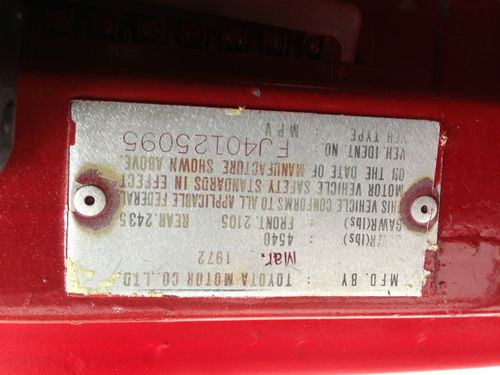 MFD. BY : TOYOTA MOTOR CO., LTD.
Mar. 1972
GVWR(lbs) : 4540
GAWR(lbs) : FRONT. 2105 REAR. 2435
THIS VEHICLE CONFORMS TO ALL APPLICABLE FEDERAL
MOTOR VEHICLE SAFETY STANDARDS IN EFFECT
ON THE DATE OF MANUFACTURE SHOWN ABOVE.
VEH. IDENT NO. FJ40125095
VEH. TYPE : MPV